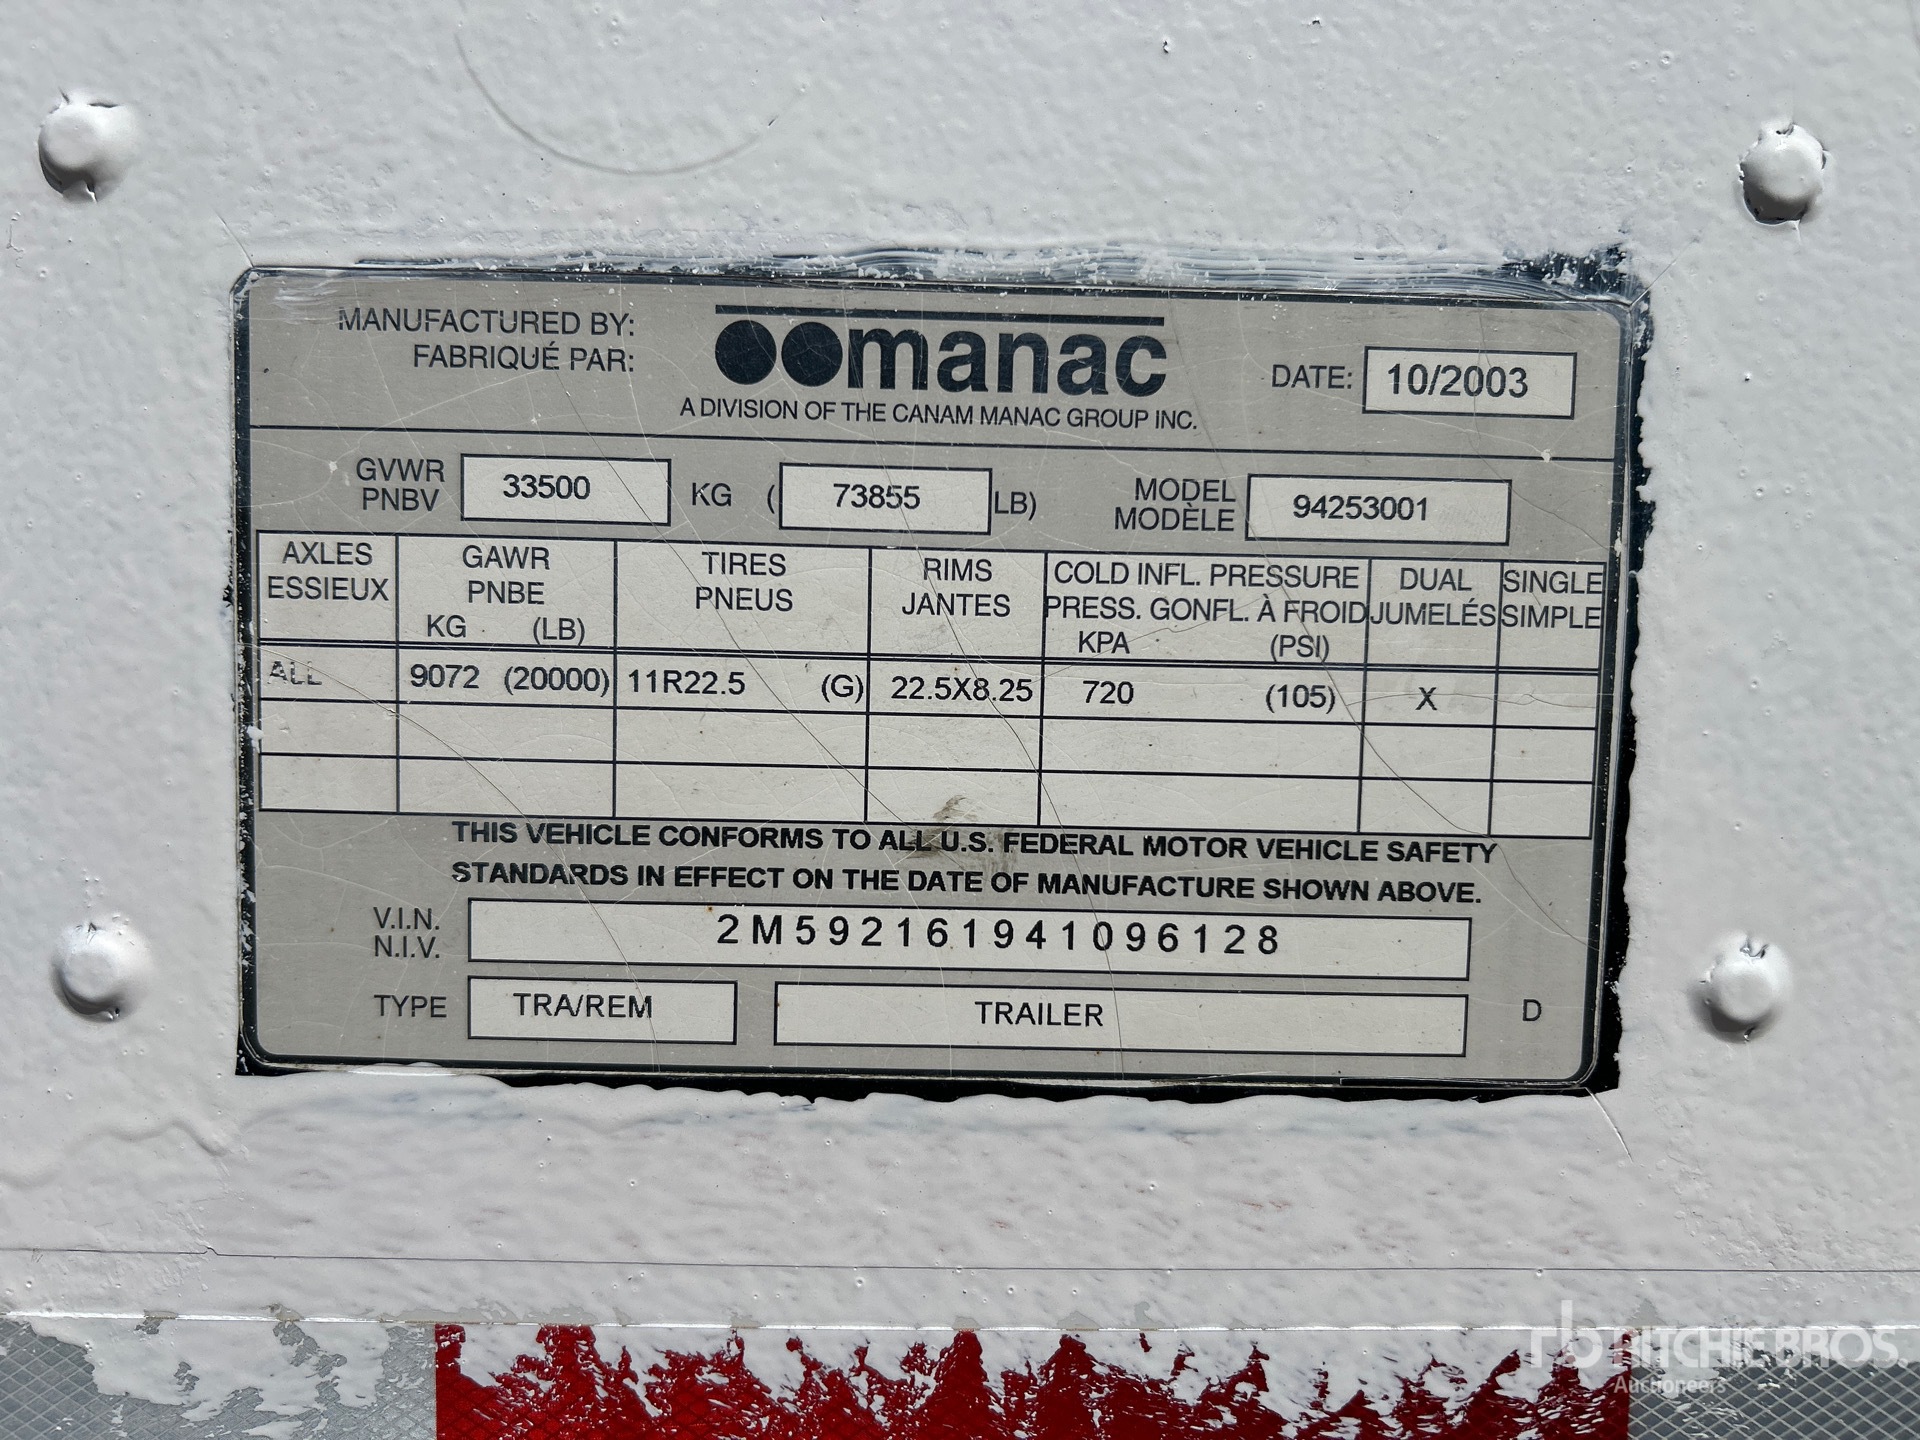 MANUFACTURED BY:
FABRIQUÉ PAR:
manac
A DIVISION OF THE CANAM MANAC GROUP INC.
DATE: 10/2003
GVWR
PNBV
33500 KG ( 73855 LB)
MODEL
MODÈLE
94253001
AXLES
ESSIEUX
GAWR
PNBE
KG (LB)
TIRES
PNEUS
RIMS
JANTES
COLD INFL. PRESSURE
PRESS. GONFL. À FROID
KPA (PSI)
DUAL
JUMELÉS
SINGLE
SIMPLE
ALL 9072 (20000) 11R22.5 (G) 22.5X8.25 720 (105) X
THIS VEHICLE CONFORMS TO ALL U.S. FEDERAL MOTOR VEHICLE SAFETY
STANDARDS IN EFFECT ON THE DATE OF MANUFACTURE SHOWN ABOVE.
V.I.N.
N.I.V.
2M592161941096128
TYPE TRA/REM TRAILER D
rb RITCHIE BROS.
Auctioneers